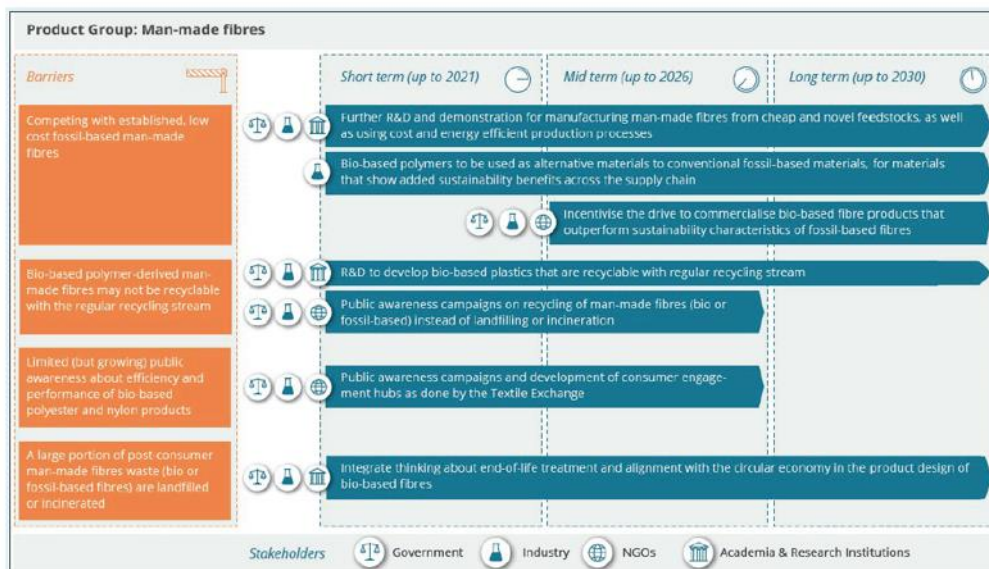 Product Group: Man-made fibres
Barriers
Short term (up to 2021)
Mid term (up to 2026)
Long term (up to 2030)
Competing with established, low
cost fossil-based man-made
fibres
Further R&D and demonstration for manufacturing man-made fibres from cheap and novel feedstocks, as well
as using cost and energy efficient production processes
Bio-based polymers to be used as alternative materials to conventional fossil-based materials, for materials
that show added sustainability benefits across the supply chain
Incentivise the drive to commercialise bio-based fibre products that
outperform sustainability characteristics of fossil-based fibres
Bio-based polymer-derived man-
made fibres may not be recyclable
with the regular recycling stream
R&D to develop bio-based plastics that are recyclable with regular recycling stream
Public awareness campaigns on recycling of man-made fibres (bio or
fossil-based) instead of landfilling or incineration
Limited (but growing) public
awareness about efficiency and
performance of bio-based
polyester and nylon products
Public awareness campaigns and development of consumer engage-
ment hubs as done by the Textile Exchange
A large portion of post-consumer
man-made fibres waste (bio or
fossil-based fibres) are landfilled
or incinerated
Integrate thinking about end-of-life treatment and alignment with the circular economy in the product design of
bio-based fibres
Stakeholders
Government
Industry
NGOs
Academia & Research Institutions